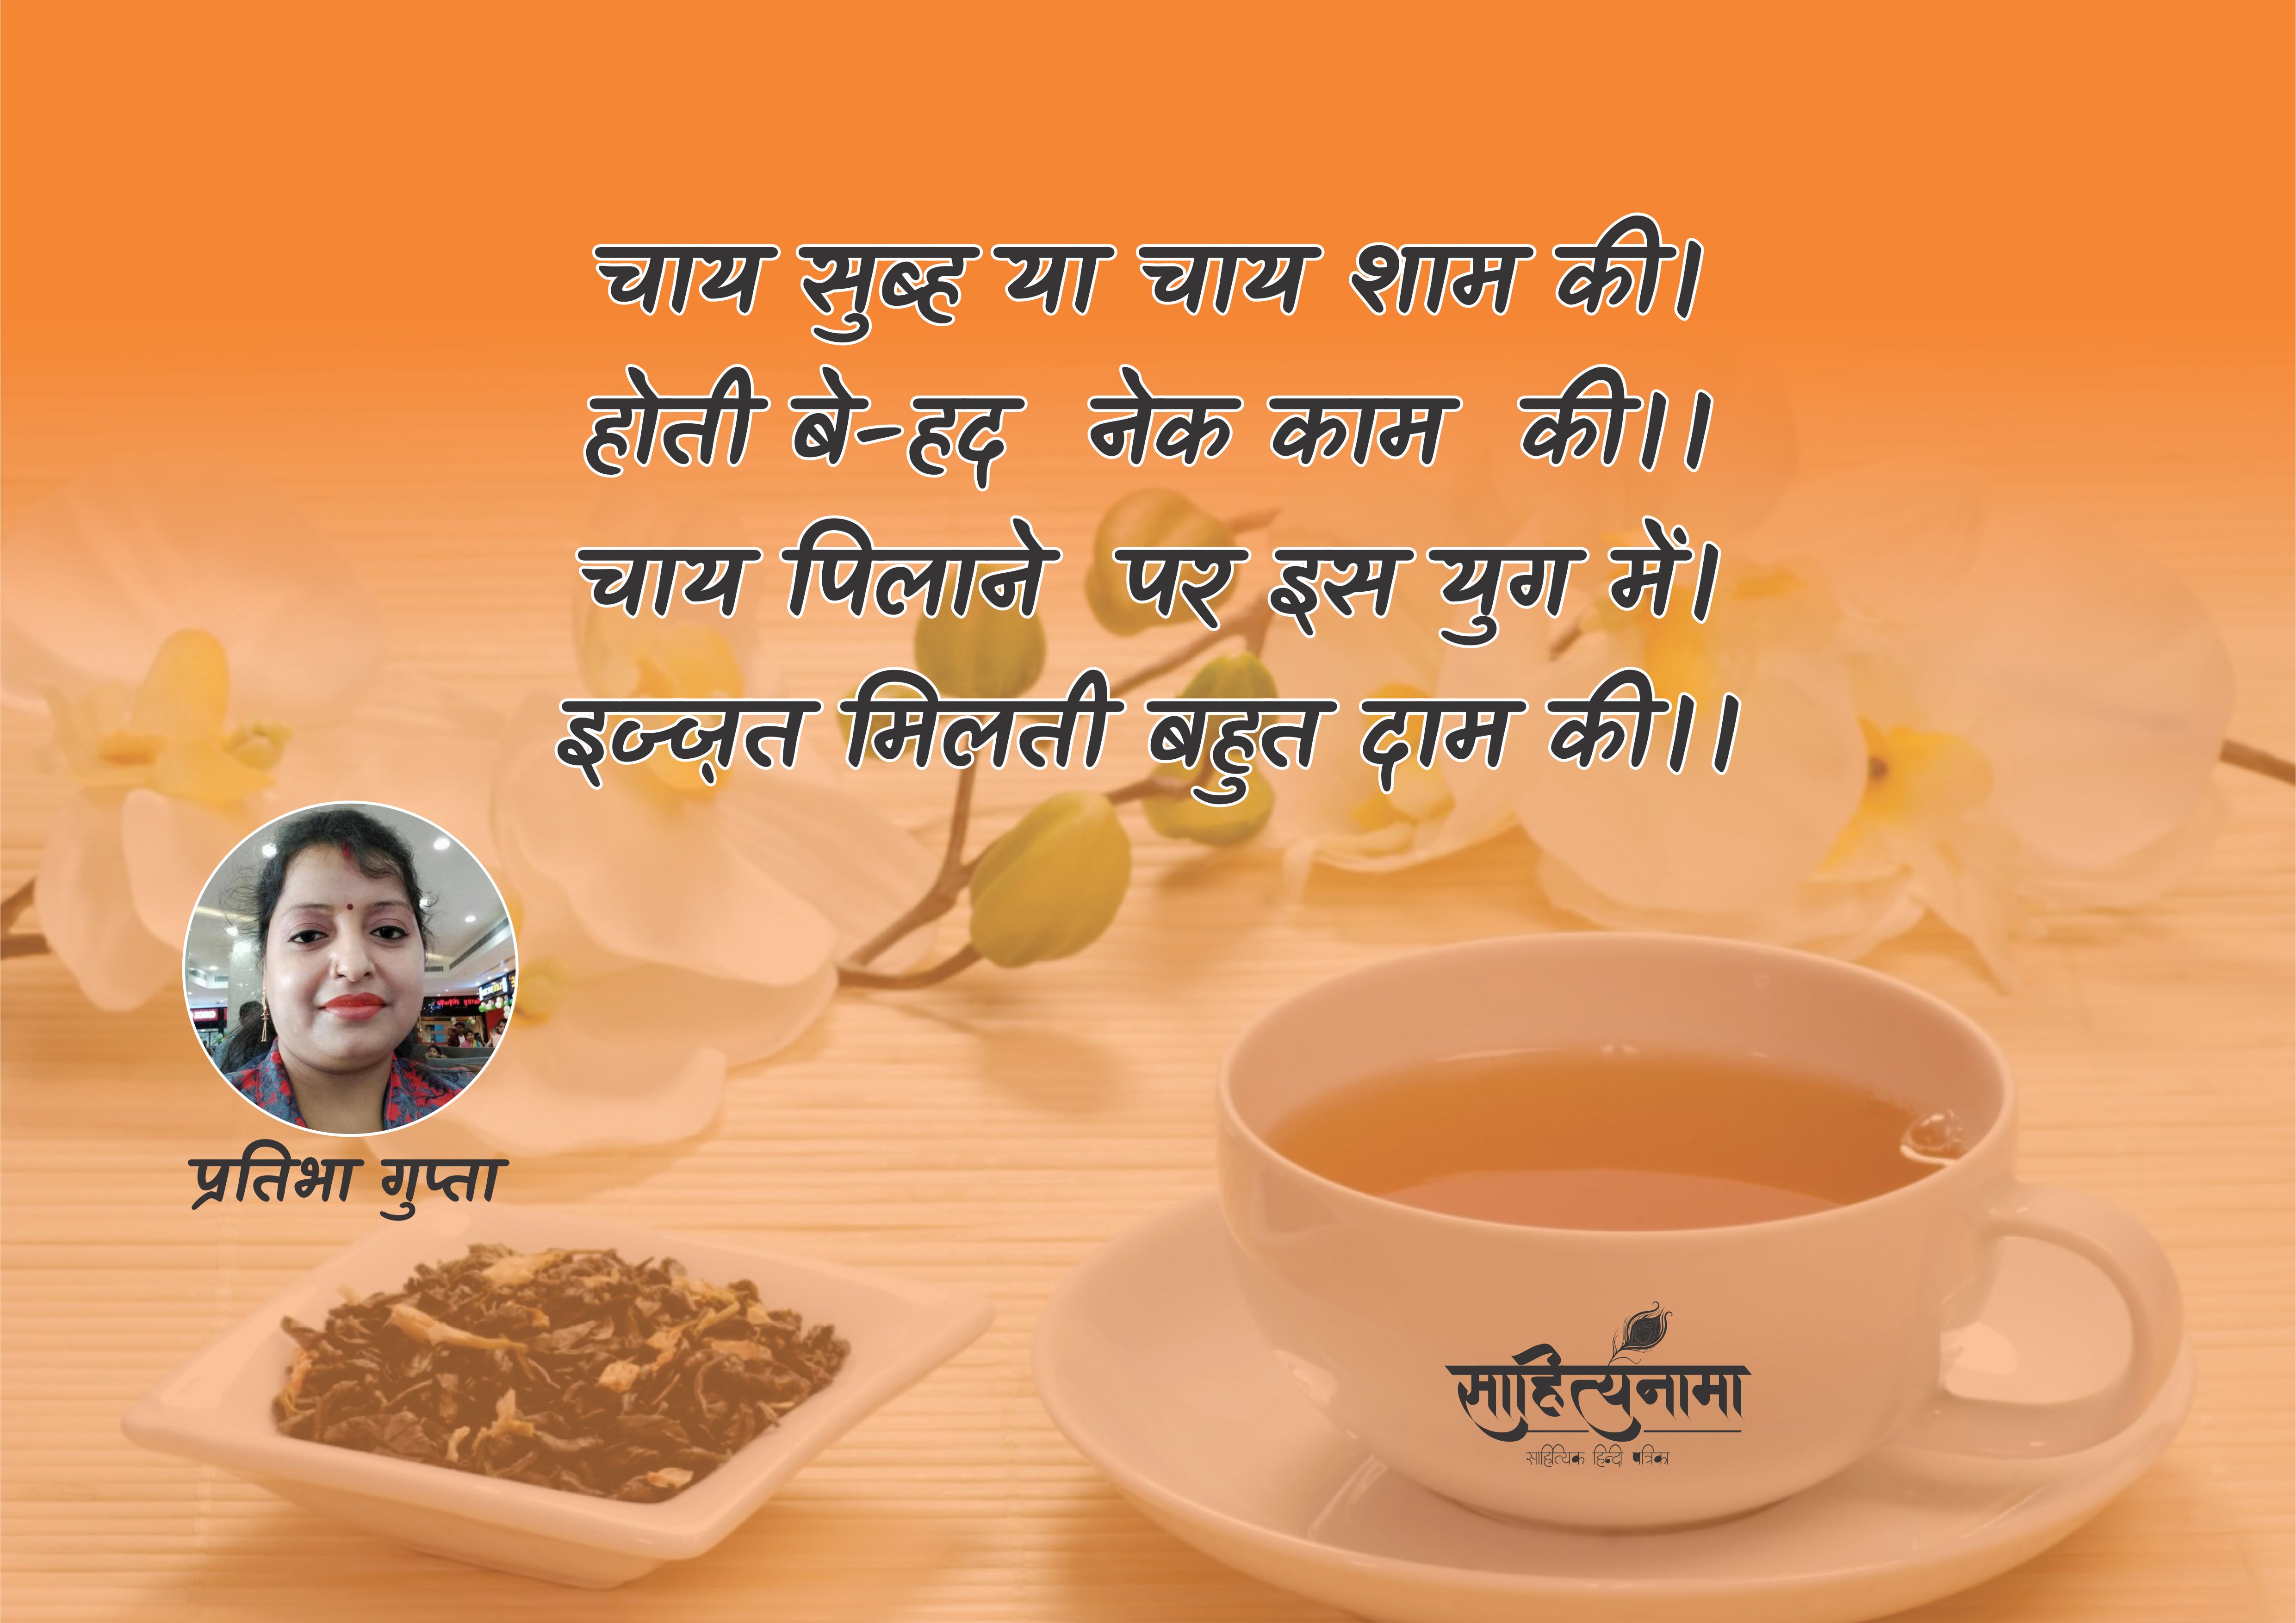 चाय सुब्ह या चाय शाम की।
होती बे-हद नेक काम की।।
चाय पिलाने पर इस युग में।
इज्ज़त मिलती बहुत दाम की।।
प्रतिभा गुप्ता
साहित्यनामा
साहित्यिक हिन्दी पत्रिका